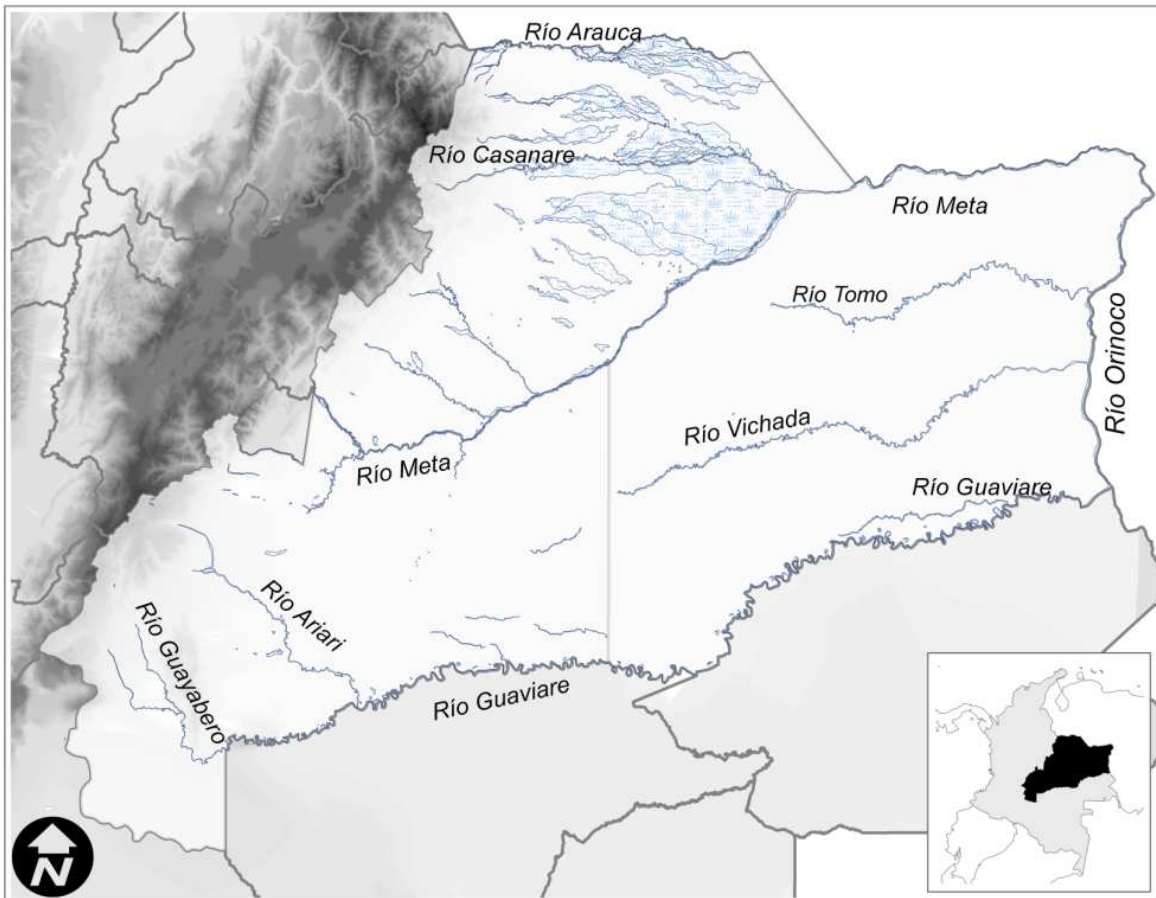 Río Arauca
Río Casanare
Río Meta
Río Tomo
Río Orinoco
Río Vichada
Río Meta
Río Guaviare
Río Ariari
Río Guayabero
Río Guaviare
N